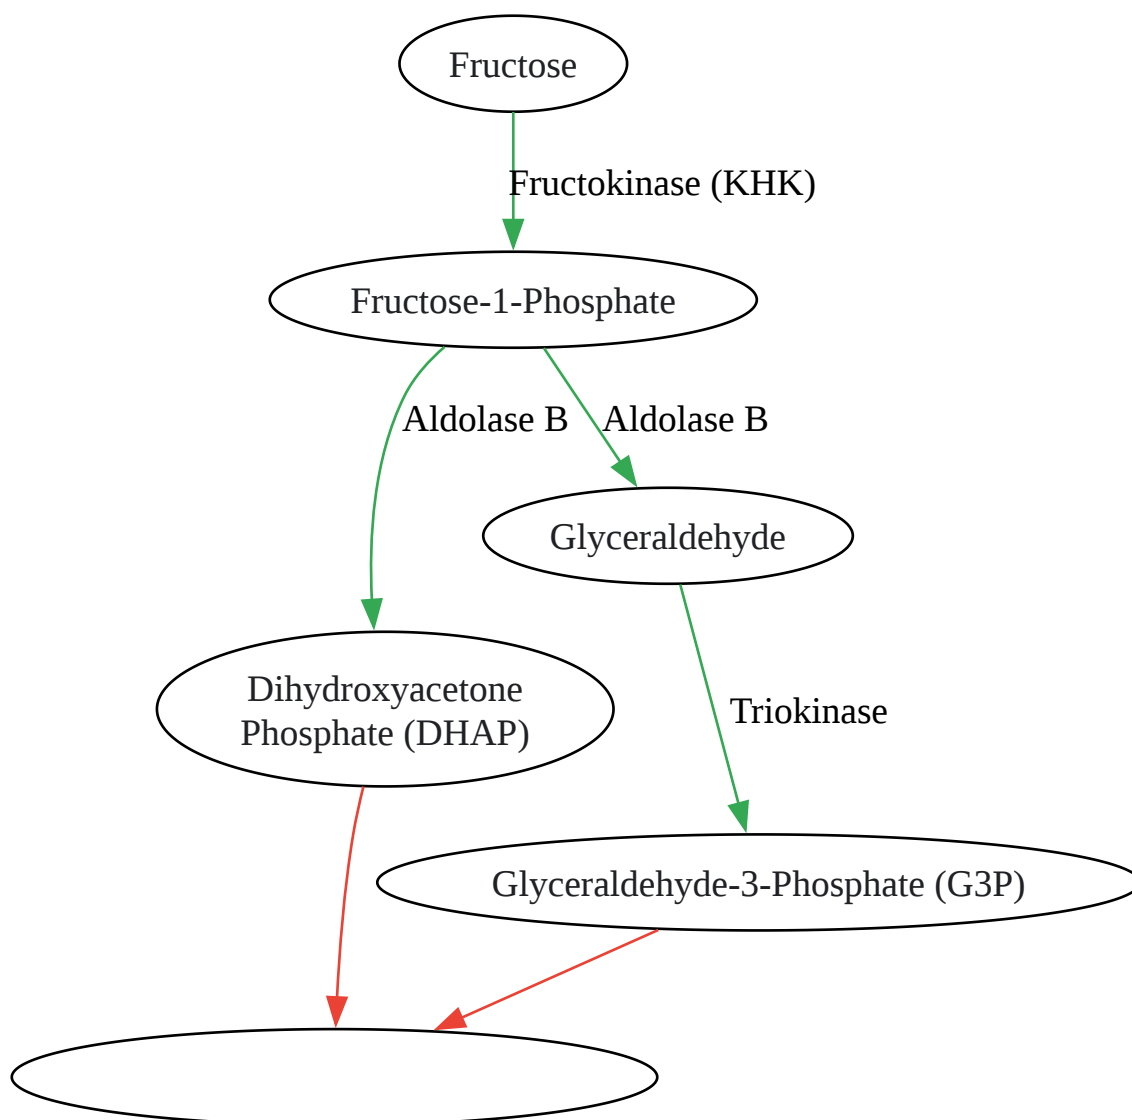 Fructose
Fructokinase (KHK)
Fructose-1-Phosphate
Aldolase B
Aldolase B
Glyceraldehyde
Dihydroxyacetone
Phosphate (DHAP)
Triokinase
Glyceraldehyde-3-Phosphate (G3P)